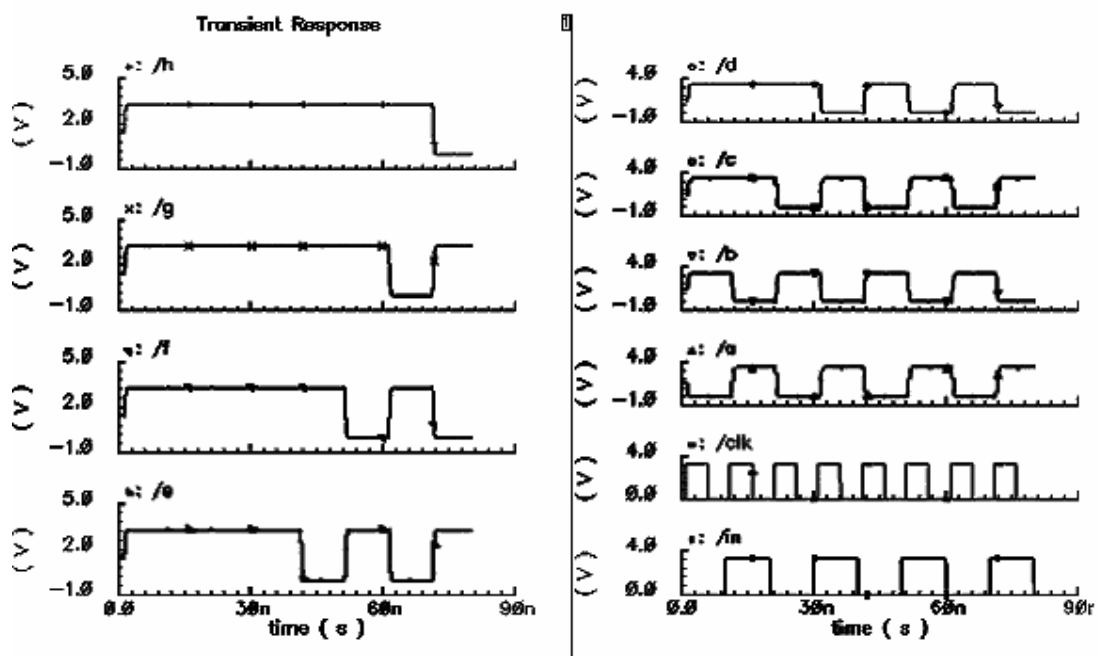 Transient Response
+: /h
5.0
2.0
-1.0
(V)
x: /g
5.0
2.0
-1.0
(V)
/f
5.0
2.0
-1.0
(V)
/e
5.0
2.0
-1.0
(V)
0.0 30n 60n 90n
time ( s )
/d
4.0
-1.0
(V)
/c
4.0
-1.0
(V)
/b
4.0
-1.0
(V)
/a
4.0
-1.0
(V)
/clk
4.0
0.0
(V)
/in
4.0
0.0
(V)
0.0 30n 60n
time ( s )